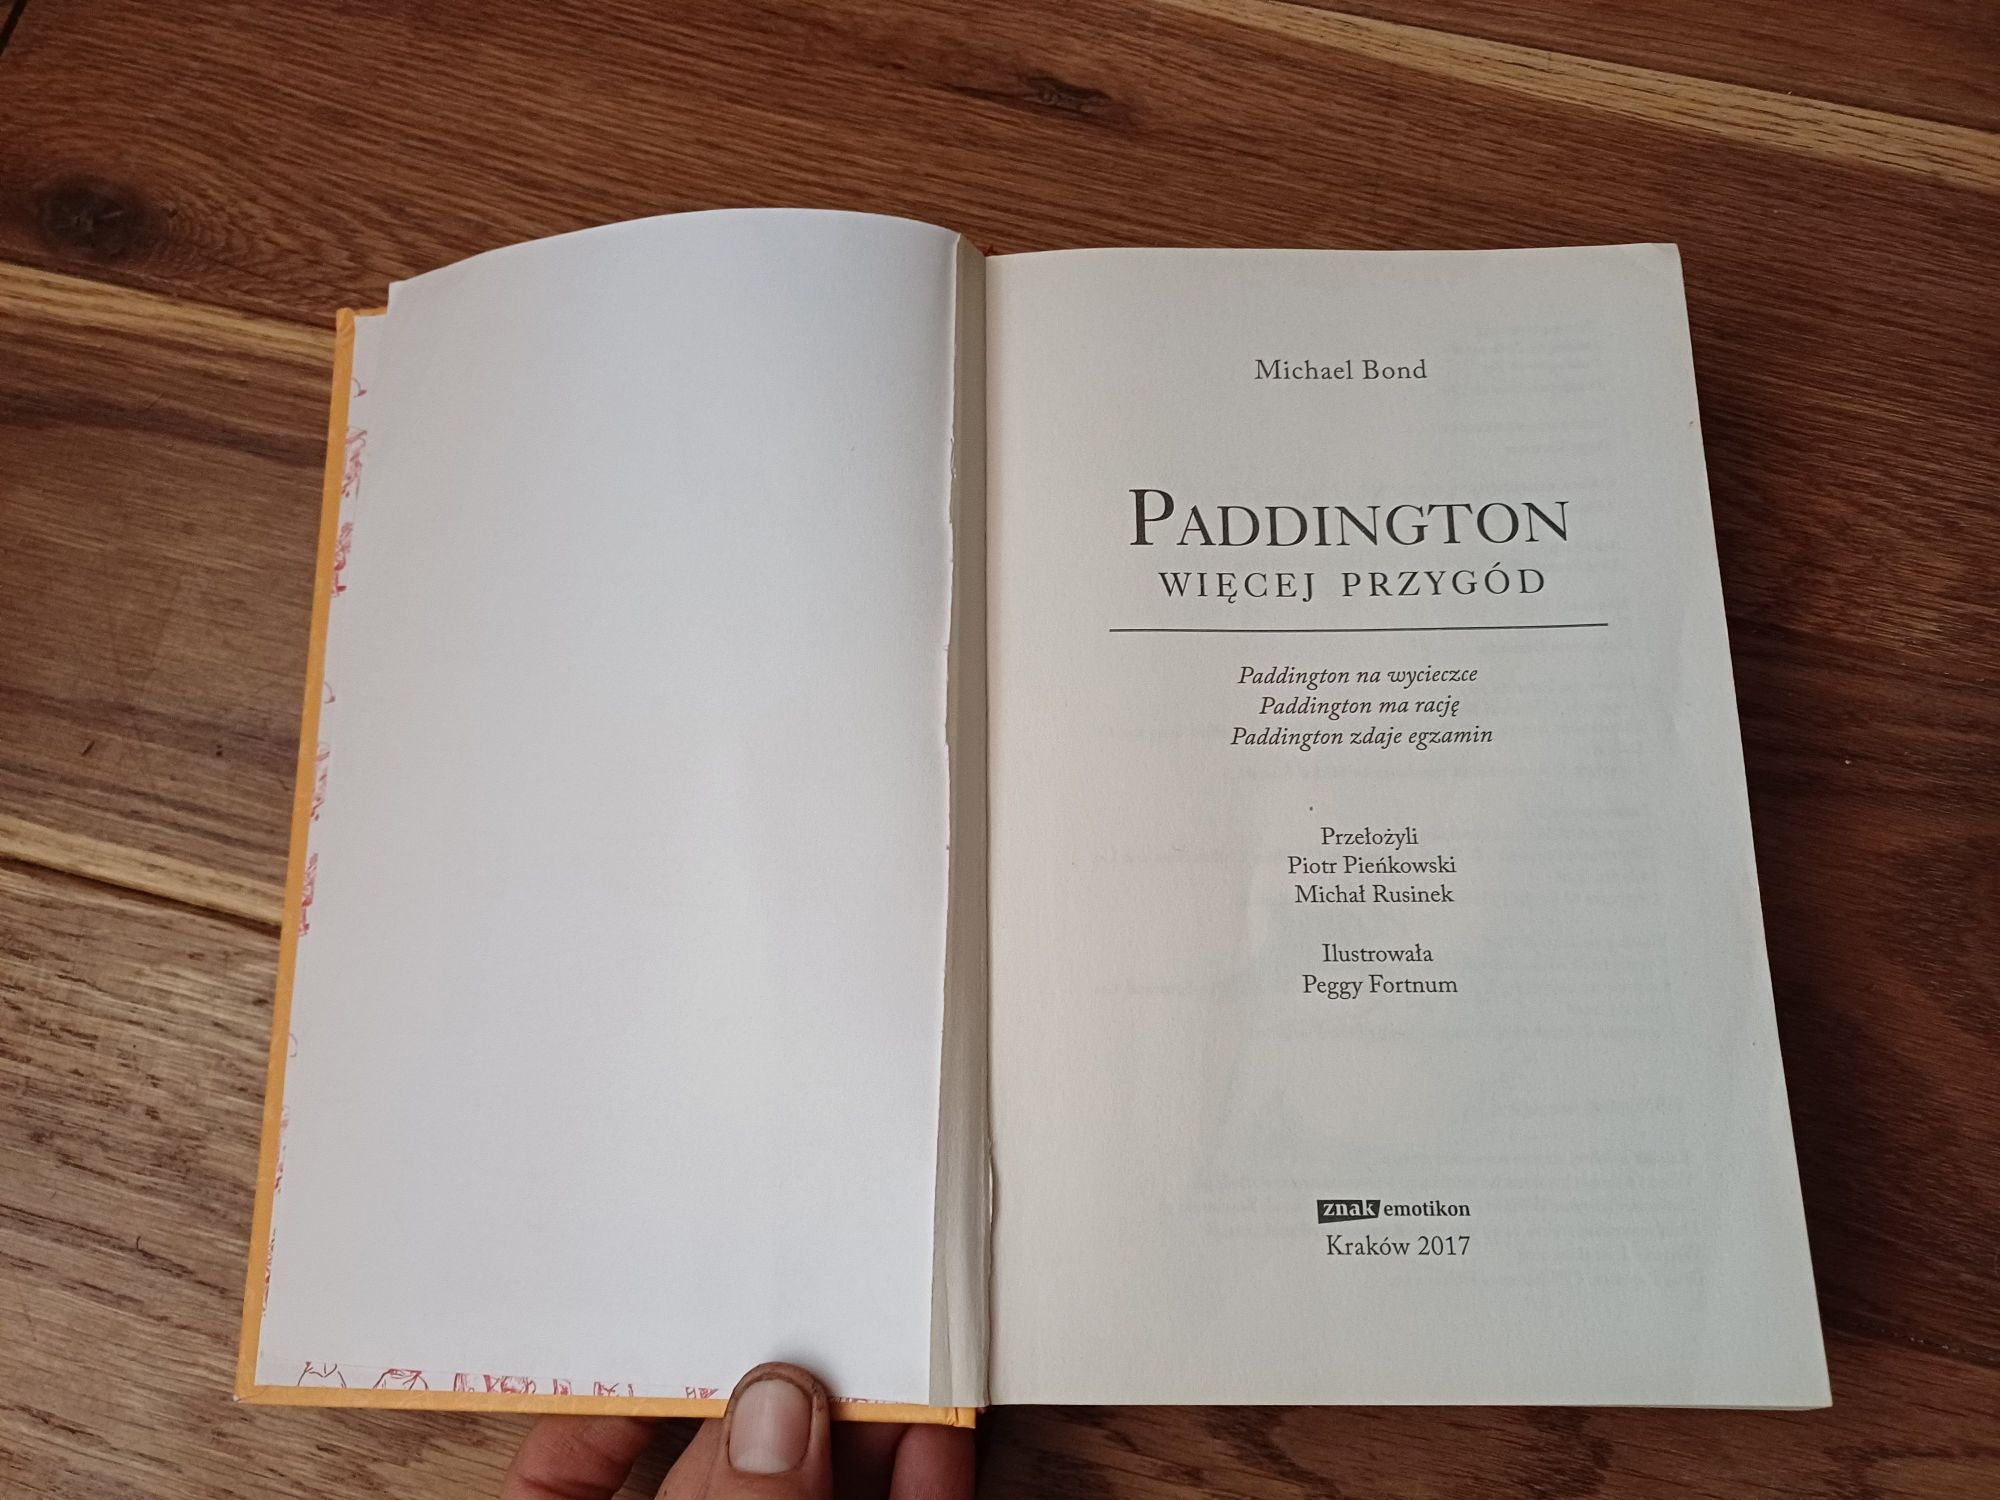 Michael Bond
PADDINGTON
WIĘCEJ PRZYGÓD
Paddington na wycieczce
Paddington ma rację
Paddington zdaje egzamin
Przełożyli
Piotr Pieńkowski
Michał Rusinek
Ilustrowała
Peggy Fortnum
znak emotikon
Kraków 2017